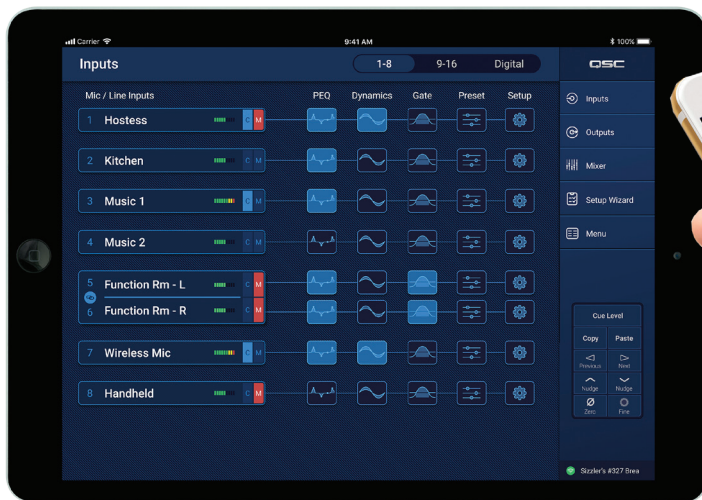 Carrier 9:41 AM 100%
Inputs 1-8 9-16 Digital QSC
Mic / Line Inputs PEQ Dynamics Gate Preset Setup
1 Hostess C M
2 Kitchen C M
3 Music 1 C M
4 Music 2 C M
5 Function Rm - L C M
6 Function Rm - R C M
7 Wireless Mic C M
8 Handheld C M
Inputs
Outputs
Mixer
Setup Wizard
Menu
Cue Level
Copy Paste
Previous Next
Nudge Nudge
Zero Fine
Sizzler's #327 Brea